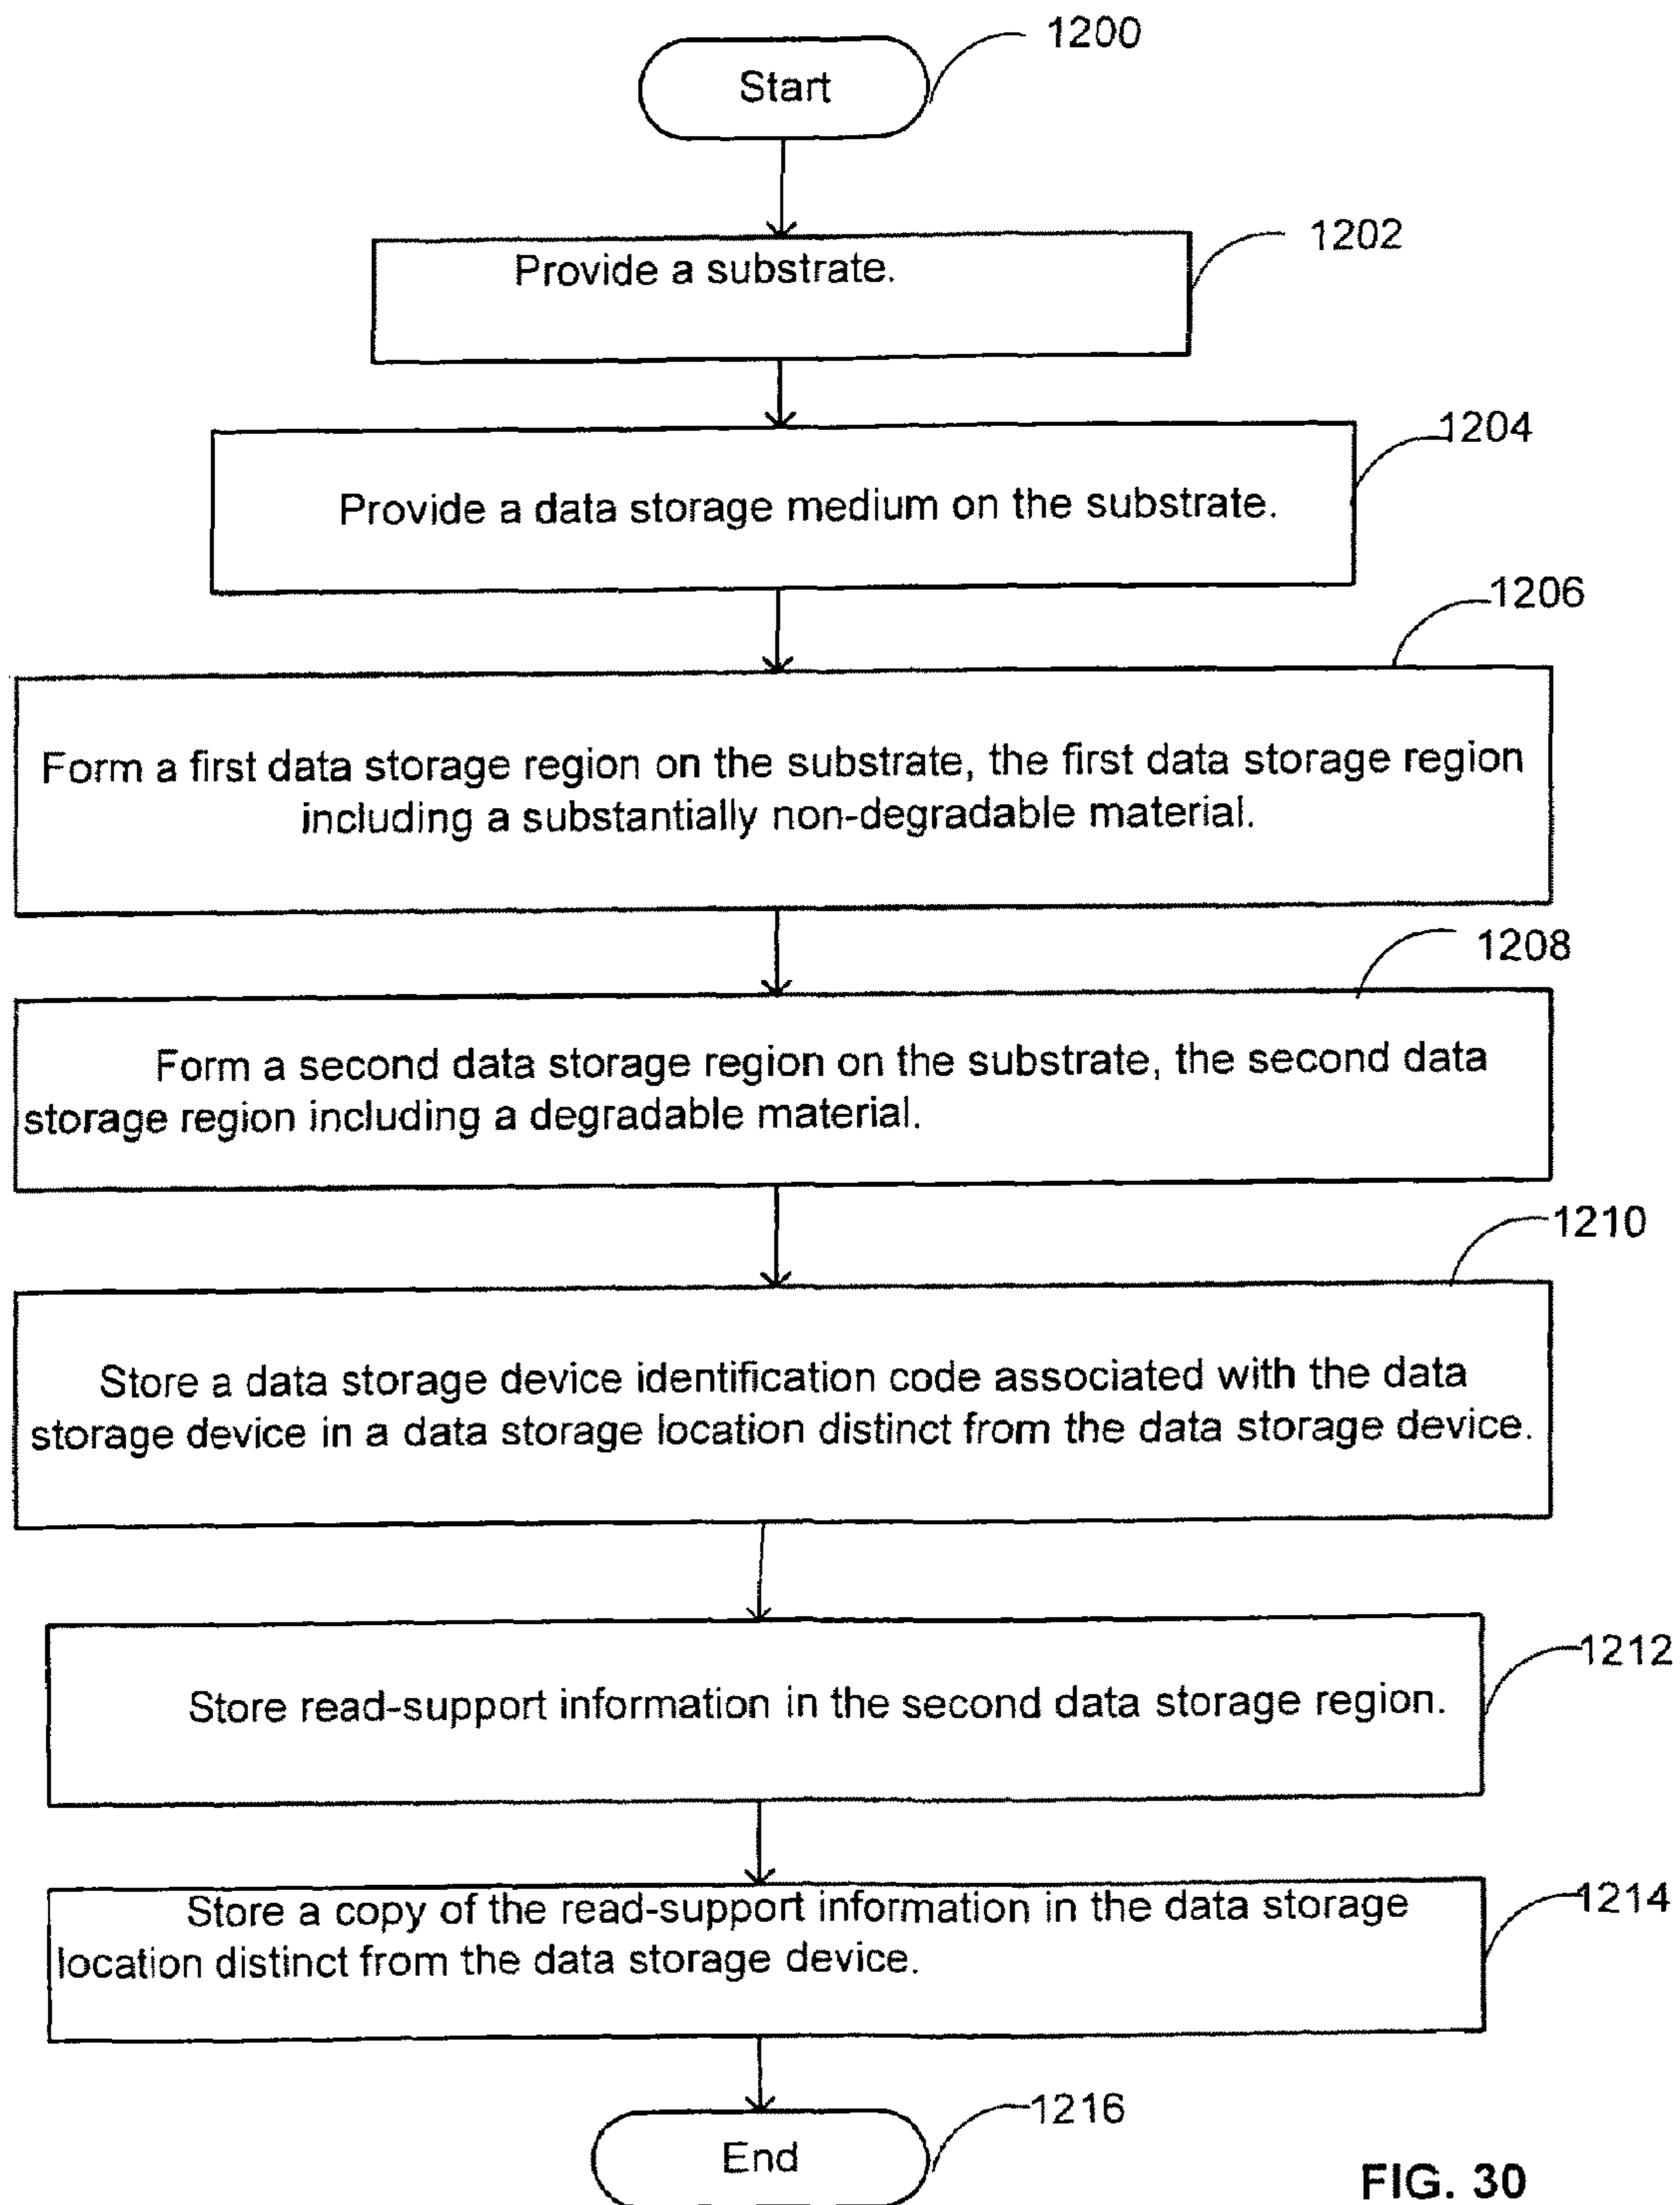 1200
Start
1202
Provide a substrate.
1204
Provide a data storage medium on the substrate.
1206
Form a first data storage region on the substrate, the first data storage region
including a substantially non-degradable material.
1208
Form a second data storage region on the substrate, the second data
storage region including a degradable material.
1210
Store a data storage device identification code associated with the data
storage device in a data storage location distinct from the data storage device.
1212
Store read-support information in the second data storage region.
1214
Store a copy of the read-support information in the data storage
location distinct from the data storage device.
1216
End
FIG. 30